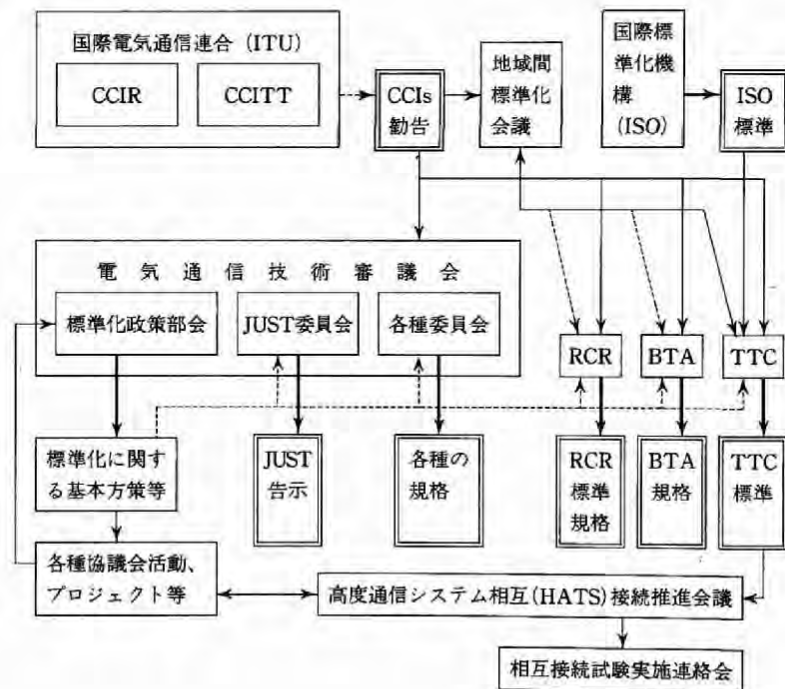 国際電気通信連合（ITU）
CCIR
CCITT
CCIs
勧告
地域間
標準化
会議
国際標
準化機
構
（ISO）
ISO
標準
電気通信技術審議会
標準化政策部会
JUST委員会
各種委員会
RCR
BTA
TTC
標準化に関す
る基本方策等
JUST
告示
各種の
規格
RCR
標準
規格
BTA
規格
TTC
標準
各種協議会活動、
プロジェクト等
高度通信システム相互(HATS)接続推進会議
相互接続試験実施連絡会